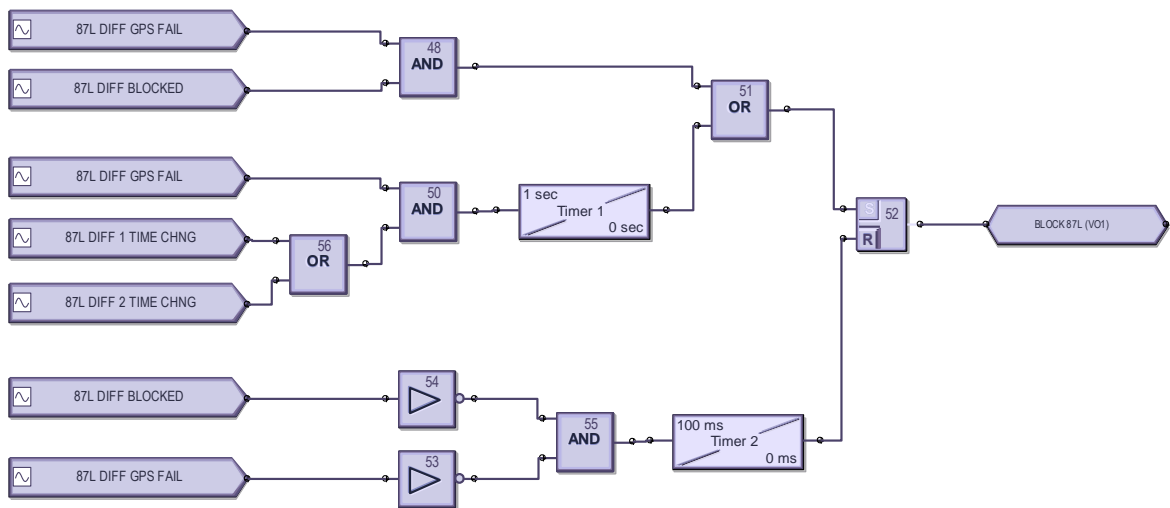 87L DIFF GPS FAIL
48
AND
87L DIFF BLOCKED
51
OR
87L DIFF GPS FAIL
50
AND
1 sec
Timer 1
0 sec
S
52
R
BLOCK 87L (VO1)
87L DIFF 1 TIME CHNG
56
OR
87L DIFF 2 TIME CHNG
87L DIFF BLOCKED
54
55
AND
100 ms
Timer 2
0 ms
87L DIFF GPS FAIL
53